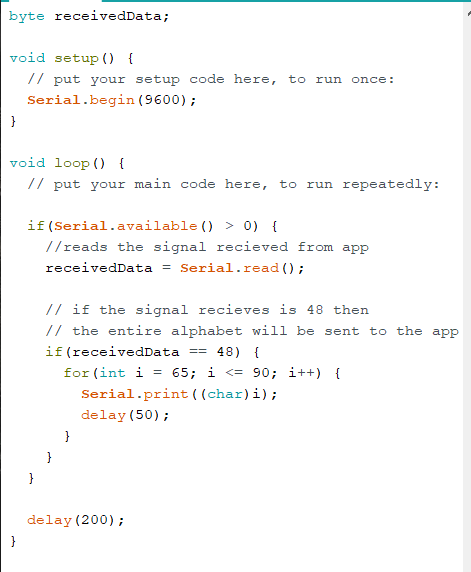 byte receivedData;
void setup() {
// put your setup code here, to run once:
Serial.begin(9600);
}
void loop() {
// put your main code here, to run repeatedly:
if(Serial.available() > 0) {
//reads the signal recieved from app
receivedData = Serial.read();
// if the signal recieves is 48 then
// the entire alphabet will be sent to the app
if(receivedData == 48) {
for(int i = 65; i <= 90; i++) {
Serial.print((char)i);
delay(50);
}
}
}
delay(200);
}